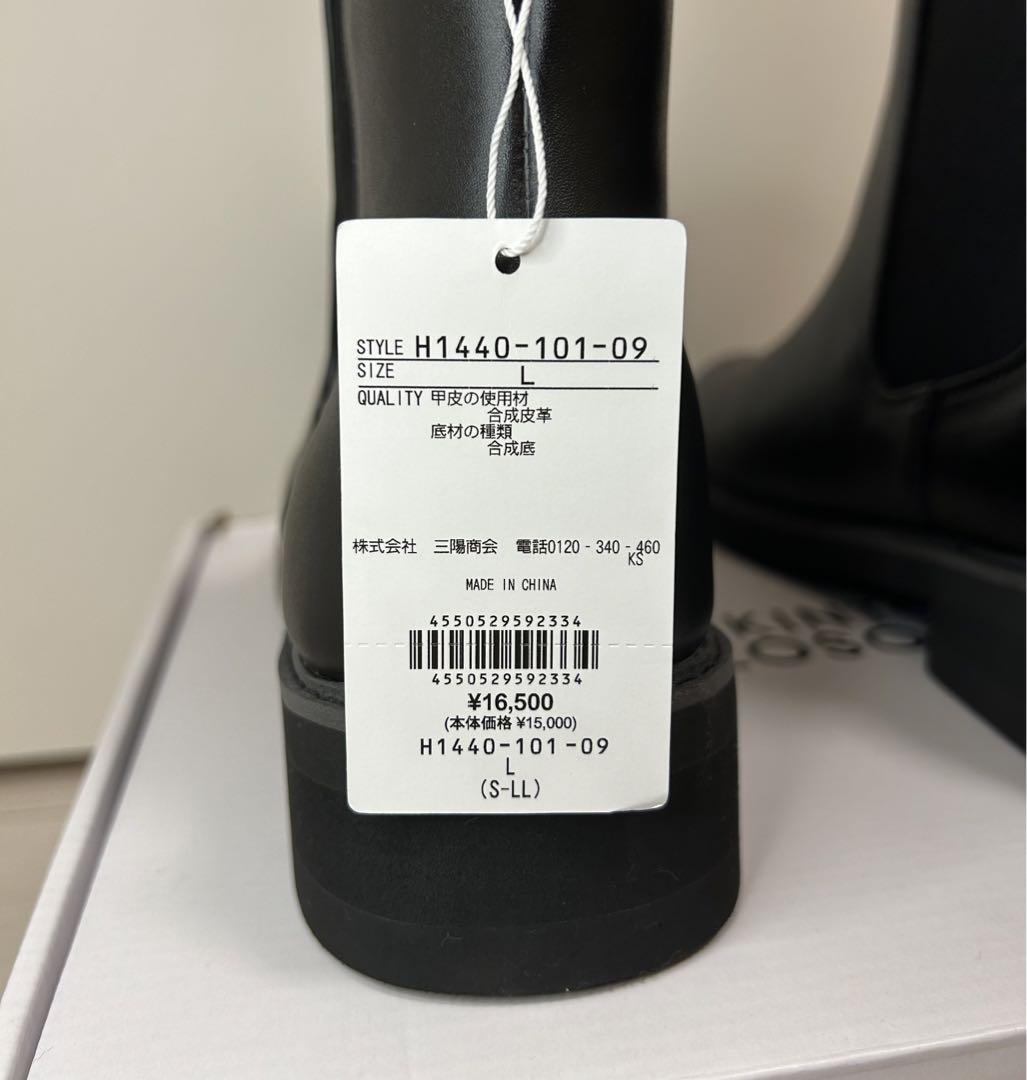 STYLE H1440-101-09
SIZE L
QUALITY 甲皮の使用材
合成皮革
底材の種類
合成底
株式会社 三陽商会 電話0120-340-460
KS
MADE IN CHINA
4550529592334
4550529592334
¥16,500
(本体価格 ¥15,000)
H1440-101-09
L
(S-LL)